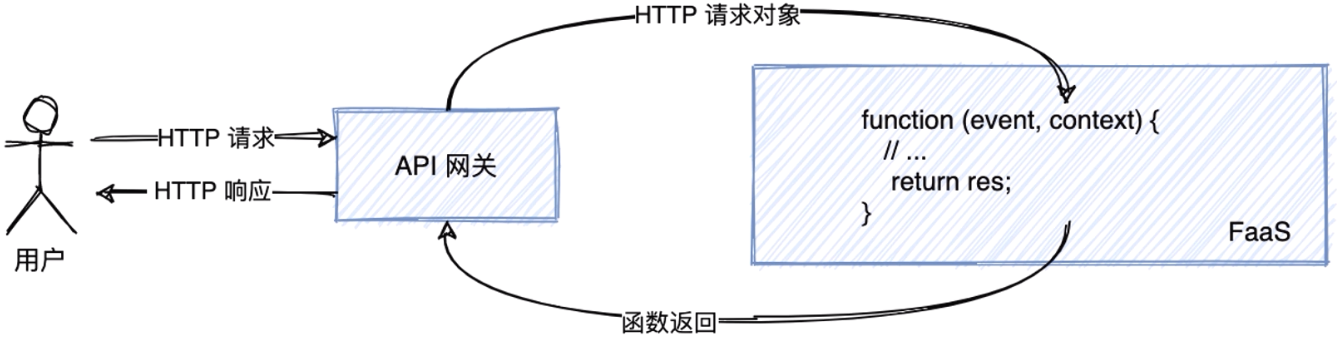 HTTP 请求对象
function (event, context) {
// ...
return res;
}
FaaS
HTTP 请求
API 网关
HTTP 响应
用户
函数返回